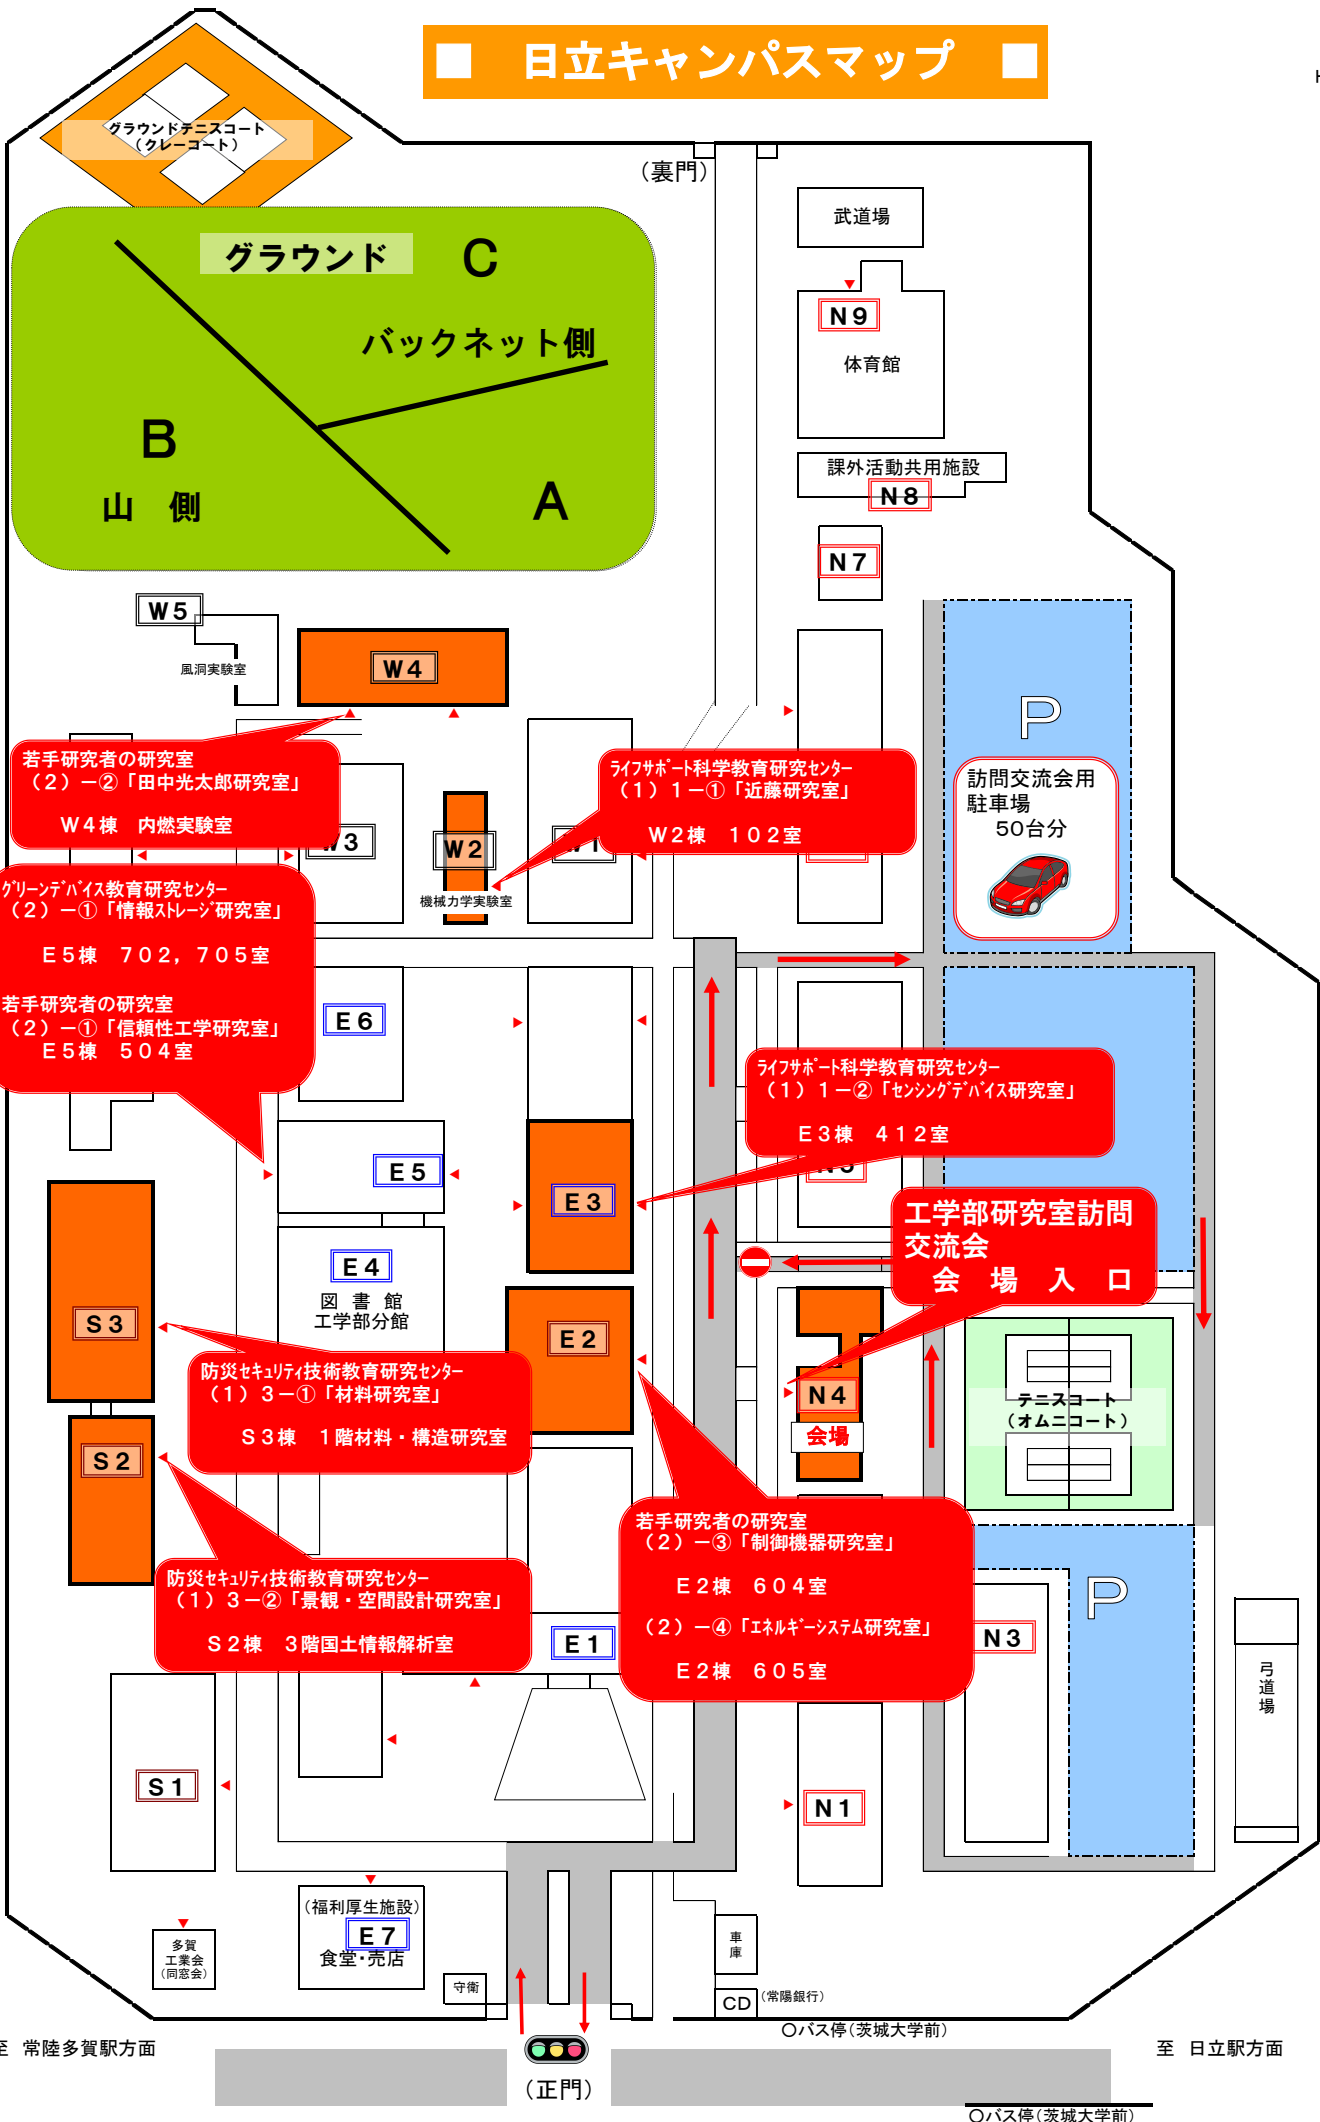 ■　日立キャンパスマップ　■
グラウンドテニスコート
（クレーコート）
（裏門）
武道場
グラウンド
C
N9
バックネット側
体育館
B
山　側
A
課外活動共用施設
N8
N7
W5
風洞実験室
W4
P
若手研究者の研究室
（２）－②「田中光太郎研究室」
W４棟　内燃実験室
ﾗｲﾌｻﾎﾟｰﾄ科学教育研究ｾﾝﾀｰ
（１）１－①「近藤研究室」
W２棟　１０２室
訪問交流会用
駐車場
50台分
W3
W2
W1
機械力学実験室
ｸﾞﾘｰﾝﾃﾞﾊﾞｲｽ教育研究ｾﾝﾀｰ
（２）－①「情報ｽﾄﾚｰｼﾞ研究室」
E５棟　７０２，７０５室
若手研究者の研究室
（２）－①「信頼性工学研究室」
E５棟　５０４室
E6
ﾗｲﾌｻﾎﾟｰﾄ科学教育研究ｾﾝﾀｰ
（１）１－②「ｾﾝｼﾝｸﾞﾃﾞﾊﾞｲｽ研究室」
E３棟　４１２室
E5
E3
N5
工学部研究室訪問
交流会
会　場　入　口
E4
図 書 館
工学部分館
S3
E2
防災ｾｷｭﾘﾃｨ技術教育研究ｾﾝﾀｰ
（１）３－①「材料研究室」
S３棟　１階材料・構造研究室
N4
会場
テニスコート
（オムニコート）
S2
若手研究者の研究室
（２）－③「制御機器研究室」
E２棟　６０４室
（２）－④「ｴﾈﾙｷﾞｰｼｽﾃﾑ研究室」
E２棟　６０５室
防災ｾｷｭﾘﾃｨ技術教育研究ｾﾝﾀｰ
（１）３－②「景観・空間設計研究室」
S２棟　３階国土情報解析室
P
E1
N3
弓道場
S1
N1
（福利厚生施設）
E7
食堂・売店
多賀
工業会
（同窓会）
守衛
車庫
CD
（常陽銀行）
○バス停（茨城大学前）
至　常陸多賀駅方面
至　日立駅方面
（正門）
○バス停（茨城大学前）